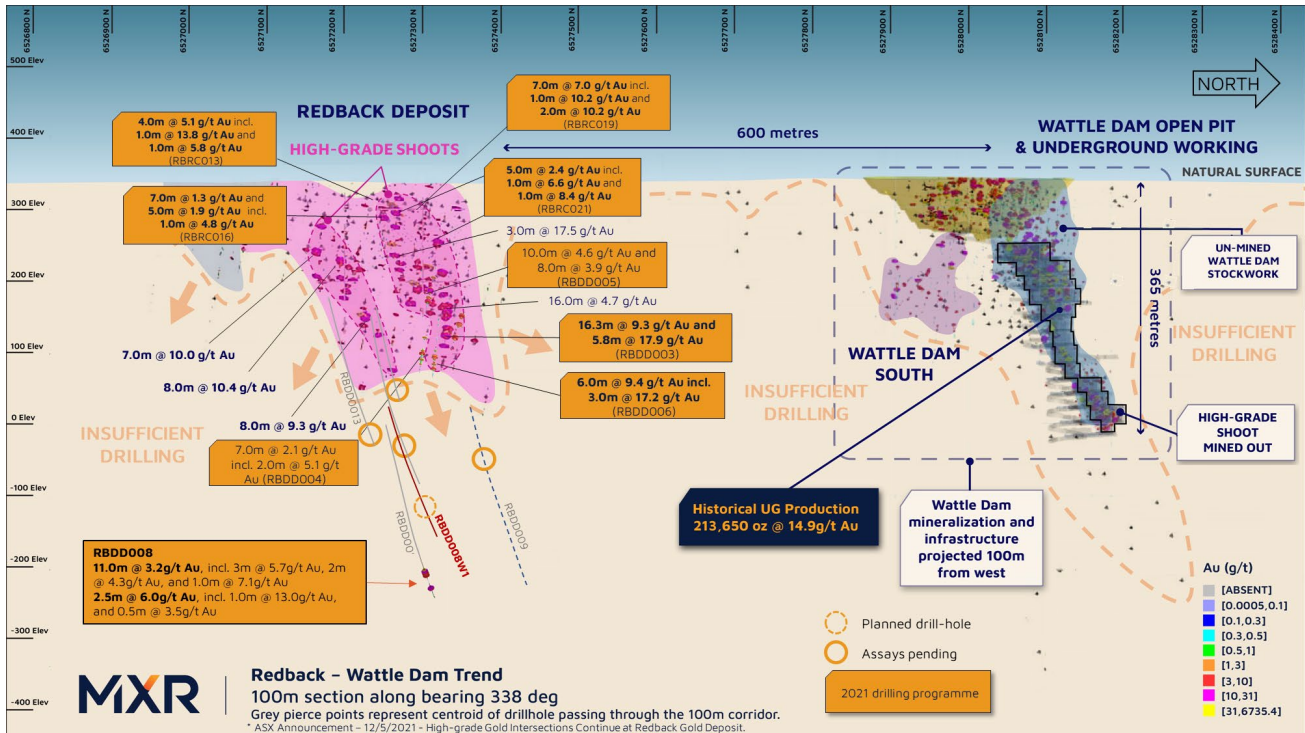 6526800 N
6526900 N
6527000 N
6527100 N
6527200 N
6527300 N
6527400 N
6527500 N
6527600 N
6527700 N
6527800 N
6527900 N
6528000 N
6528100 N
6528200 N
6528300 N
6528400 N
500 Elev
400 Elev
300 Elev
200 Elev
100 Elev
0 Elev
-100 Elev
-200 Elev
-300 Elev
-400 Elev
NORTH
REDBACK DEPOSIT
HIGH-GRADE SHOOTS
4.0m @ 5.1 g/t Au incl.
1.0m @ 13.8 g/t Au and
1.0m @ 5.8 g/t Au
(RBRC013)
7.0m @ 7.0 g/t Au incl.
1.0m @ 10.2 g/t Au and
2.0m @ 10.2 g/t Au
(RBRC019)
600 metres
WATTLE DAM OPEN PIT
& UNDERGROUND WORKING
NATURAL SURFACE
7.0m @ 1.3 g/t Au and
5.0m @ 1.9 g/t Au incl.
1.0m @ 4.8 g/t Au
(RBRC016)
5.0m @ 2.4 g/t Au incl.
1.0m @ 6.6 g/t Au and
1.0m @ 8.4 g/t Au
(RBRC021)
3.0m @ 17.5 g/t Au
10.0m @ 4.6 g/t Au and
8.0m @ 3.9 g/t Au
(RBDD005)
16.0m @ 4.7 g/t Au
16.3m @ 9.3 g/t Au and
5.8m @ 17.9 g/t Au
(RBDD003)
6.0m @ 9.4 g/t Au incl.
3.0m @ 17.2 g/t Au
(RBDD006)
7.0m @ 10.0 g/t Au
8.0m @ 10.4 g/t Au
8.0m @ 9.3 g/t Au
7.0m @ 2.1 g/t Au
incl. 2.0m @ 5.1 g/t
Au (RBDD004)
INSUFFICIENT
DRILLING
RBDD0013
RBDD00
RBDD008W1
RBDD009
RBDD008
11.0m @ 3.2g/t Au, incl. 3m @ 5.7g/t Au, 2m
@ 4.3g/t Au, and 1.0m @ 7.1g/t Au
2.5m @ 6.0g/t Au, incl. 1.0m @ 13.0g/t Au,
and 0.5m @ 3.5g/t Au
UN-MINED
WATTLE DAM
STOCKWORK
365 metres
WATTLE DAM
SOUTH
INSUFFICIENT
DRILLING
INSUFFICIENT
DRILLING
HIGH-GRADE
SHOOT
MINED OUT
Historical UG Production
213,650 oz @ 14.9g/t Au
Wattle Dam
mineralization and
infrastructure
projected 100m
from west
Planned drill-hole
Assays pending
2021 drilling programme
Au (g/t)
[ABSENT]
[0.0005,0.1]
[0.1,0.3]
[0.3,0.5]
[0.5,1]
[1,3]
[3,10]
[10,31]
[31,6735.4]
MXR
Redback – Wattle Dam Trend
100m section along bearing 338 deg
Grey pierce points represent centroid of drillhole passing through the 100m corridor.
* ASX Announcement – 12/5/2021 - High-grade Gold Intersections Continue at Redback Gold Deposit.